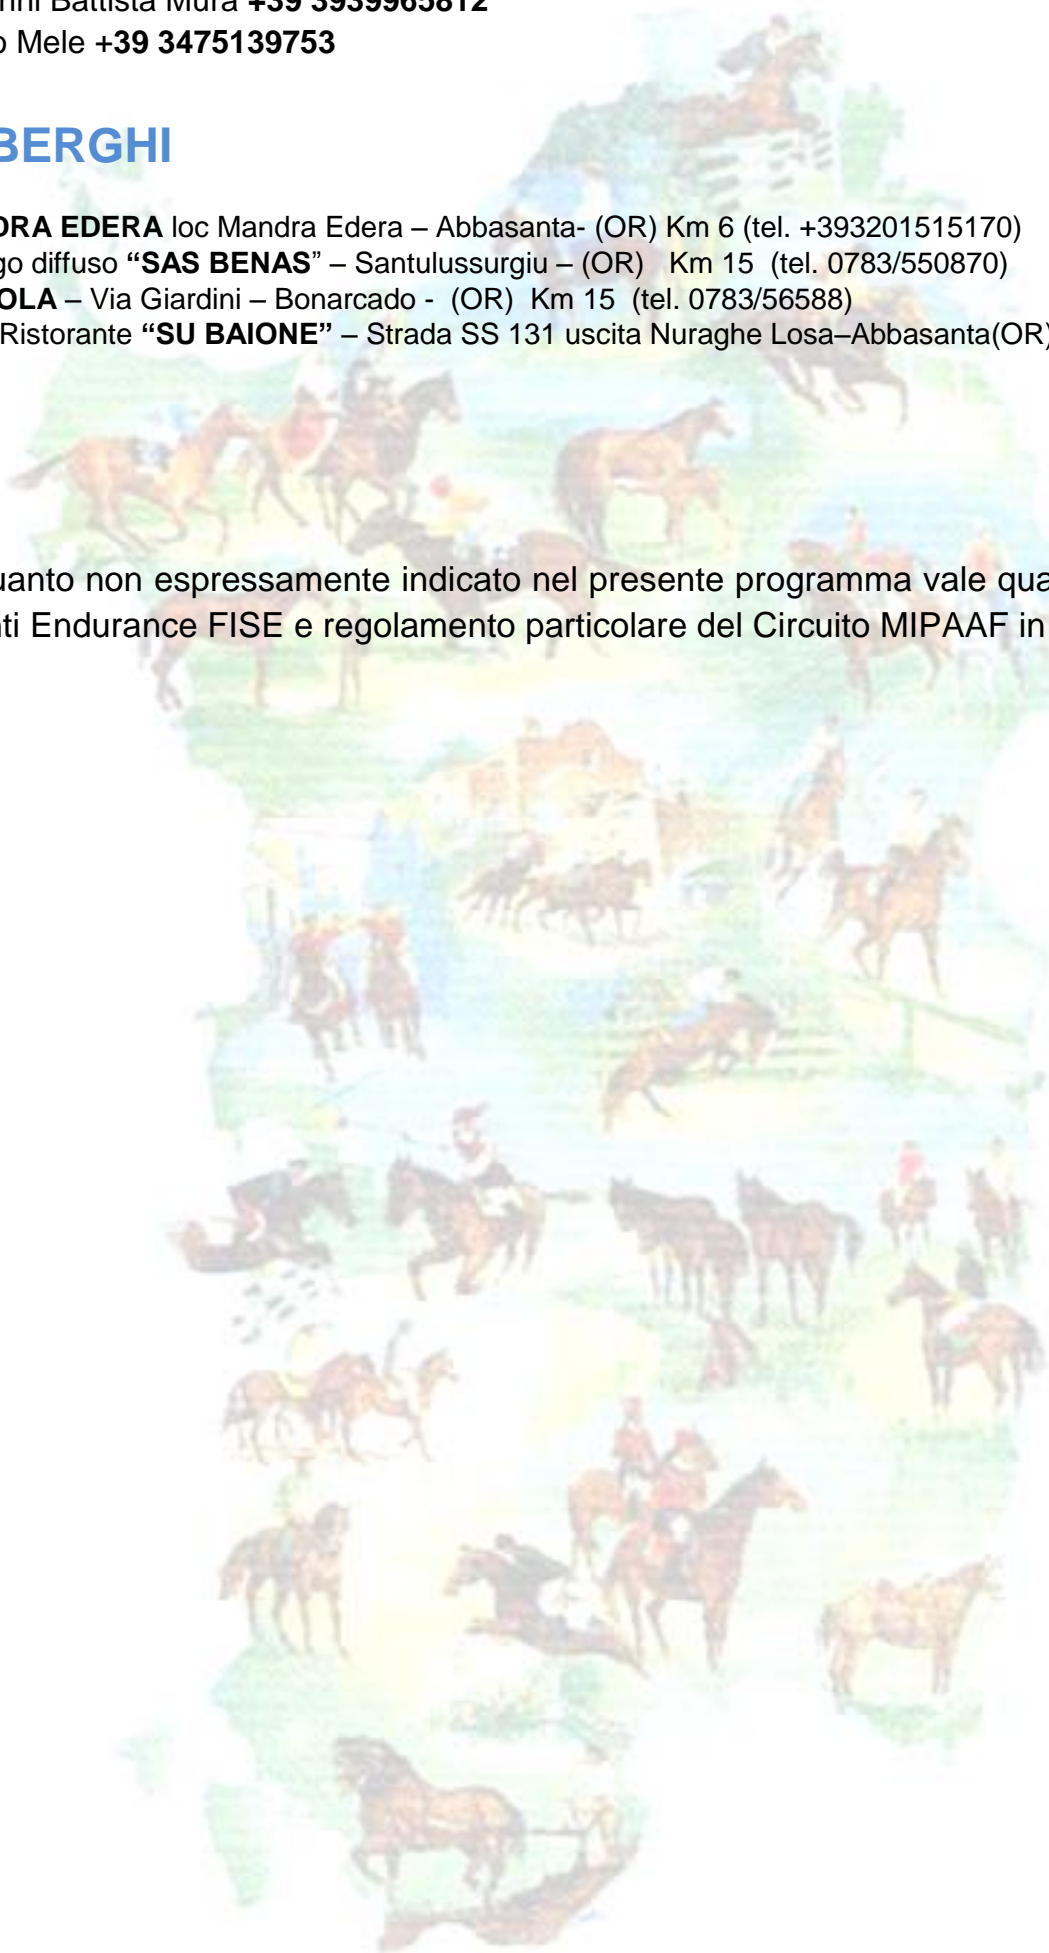 nni Battista Mura +39 3939965812
o Mele +39 3475139753
BERGHI
DRA EDERA loc Mandra Edera – Abbasanta- (OR) Km 6 (tel. +393201515170)
go diffuso “SAS BENAS” – Santulussurgiu – (OR) Km 15 (tel. 0783/550870)
OLA – Via Giardini – Bonarcado - (OR) Km 15 (tel. 0783/56588)
Ristorante “SU BAIONE” – Strada SS 131 uscita Nuraghe Losa–Abbasanta(OR)
uanto non espressamente indicato nel presente programma vale qua
nti Endurance FISE e regolamento particolare del Circuito MIPAAF in